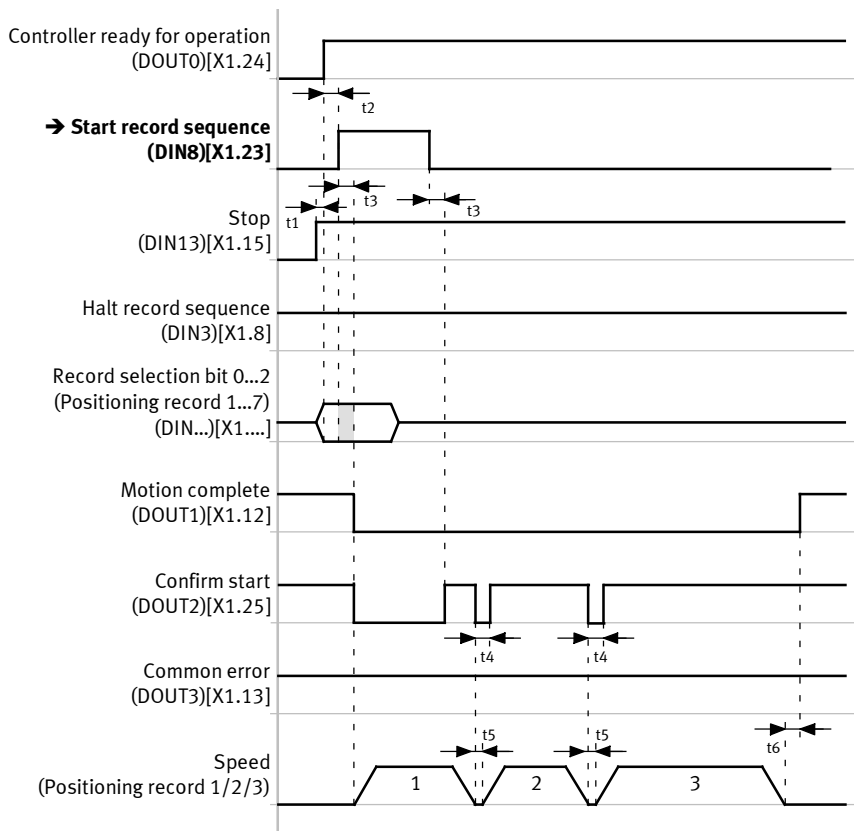 Controller ready for operation
(DOUT0)[X1.24]
t2
➔ Start record sequence
(DIN8)[X1.23]
t3
t3
t1
Stop
(DIN13)[X1.15]
Halt record sequence
(DIN3)[X1.8]
Record selection bit 0...2
(Positioning record 1...7)
(DIN...)[X1....]
Motion complete
(DOUT1)[X1.12]
Confirm start
(DOUT2)[X1.25]
t4
t4
Common error
(DOUT3)[X1.13]
t5
t5
t6
Speed
(Positioning record 1/2/3)
1
2
3